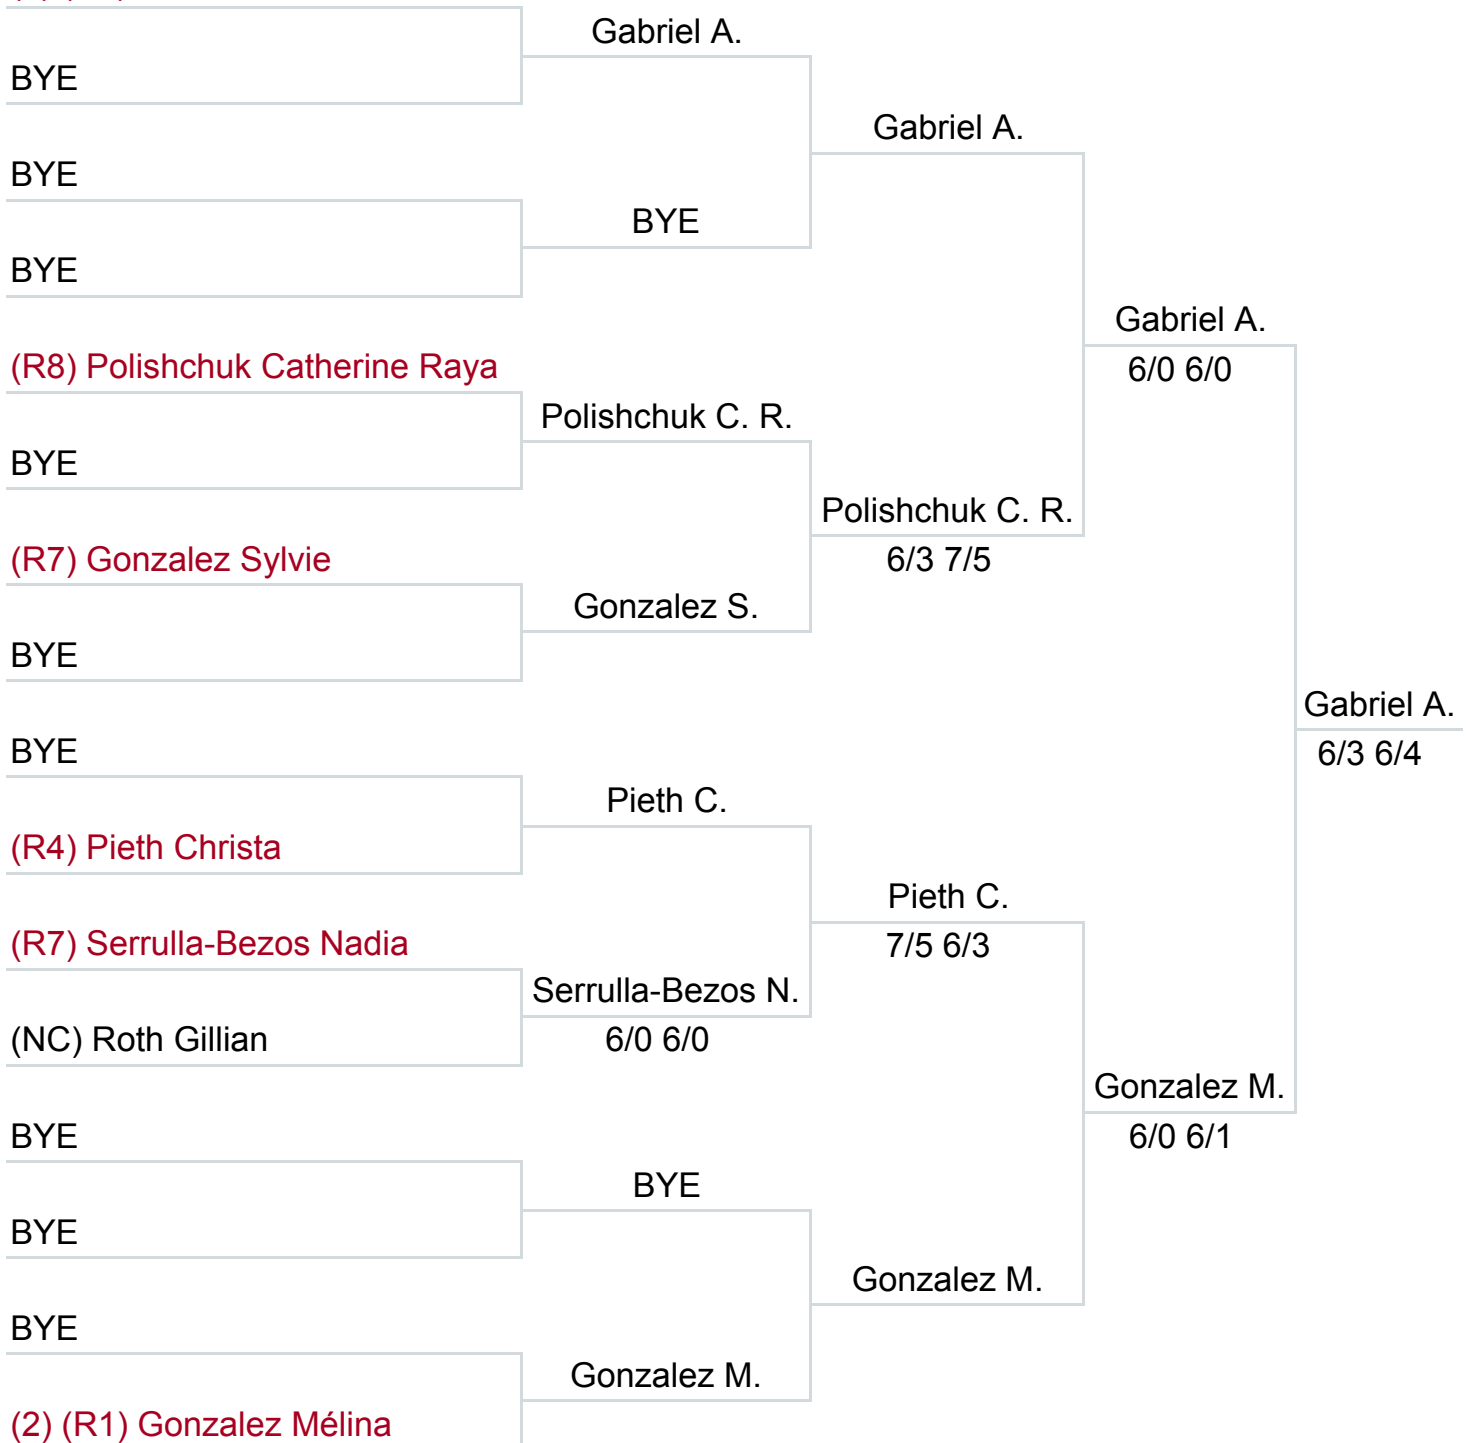 BYE
BYE
BYE
(R8) Polishchuk Catherine Raya
BYE
(R7) Gonzalez Sylvie
BYE
BYE
(R4) Pieth Christa
(R7) Serrulla-Bezos Nadia
(NC) Roth Gillian
BYE
BYE
BYE
(2) (R1) Gonzalez Mélina
Gabriel A.
BYE
Polishchuk C. R.
Gonzalez S.
Pieth C.
Serrulla-Bezos N.
6/0 6/0
BYE
Gonzalez M.
Gabriel A.
Polishchuk C. R.
6/3 7/5
Pieth C.
7/5 6/3
Gonzalez M.
Gabriel A.
6/0 6/0
Gonzalez M.
6/0 6/1
Gabriel A.
6/3 6/4